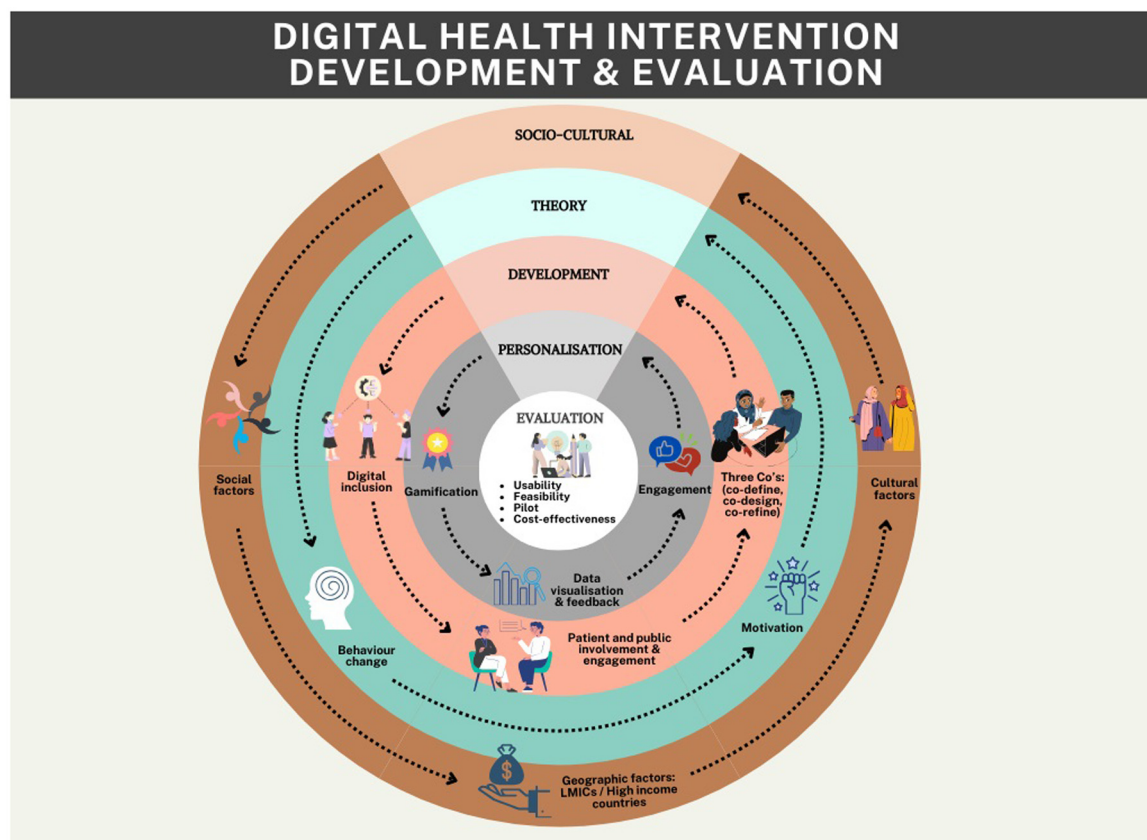 DIGITAL HEALTH INTERVENTION
DEVELOPMENT & EVALUATION
SOCIO-CULTURAL
THEORY
DEVELOPMENT
PERSONALISATION
EVALUATION
• Usability
• Feasibility
• Pilot
• Cost-effectiveness
Social
factors
Digital
inclusion
Gamification
Engagement
Three Co's:
(co-define,
co-design,
co-refine)
Cultural
factors
Data
visualisation
& feedback
Patient and public
involvement &
engagement
Behaviour
change
Motivation
$
Geographic factors:
LMICs / High income
countries